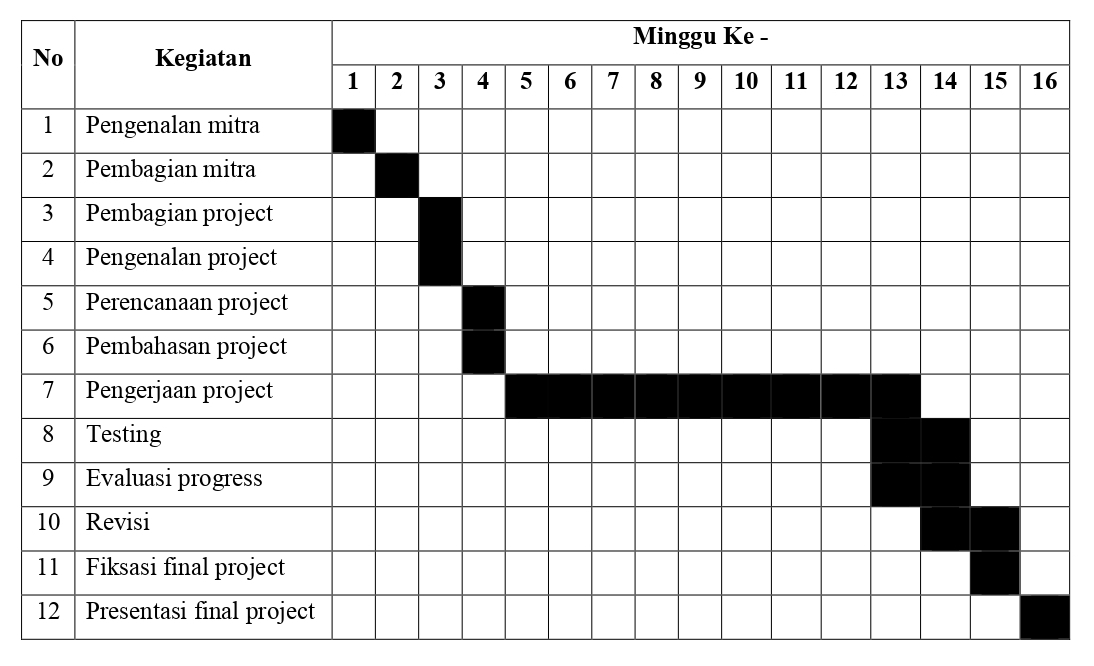 No Kegiatan Minggu Ke -
1 2 3 4 5 6 7 8 9 10 11 12 13 14 15 16
1 Pengenalan mitra
2 Pembagian mitra
3 Pembagian project
4 Pengenalan project
5 Perencanaan project
6 Pembahasan project
7 Pengerjaan project
8 Testing
9 Evaluasi progress
10 Revisi
11 Fiksasi final project
12 Presentasi final project